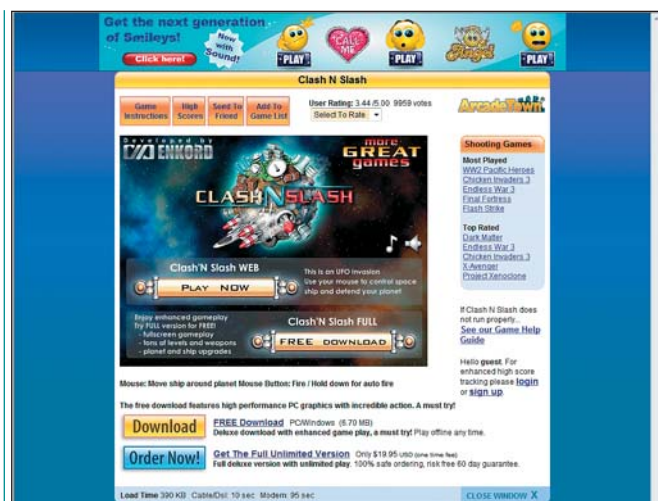 Get the next generation
of Smileys!
Now
with
Sound!
Click here!
PLAY
CALL
ME
PLAY
Angel
PLAY
Clash N Slash
Game
Instructions
High
Scores
Send To
Friend
Add To
Game List
User Rating: 3.44 /5.00 9959 votes
Select To Rate
ArcadeTown
Developed by
ENKORD
more
GREAT
games
CLASH N SLASH
Clash'N Slash WEB
PLAY NOW
This is an UFO invasion
Use your mouse to control space
ship and defend your planet
Enjoy enhanced gameplay
Try FULL version for FREE!
- fullscreen gameplay
- tons of levels and weapons
- planet and ship upgrades
Clash'N Slash FULL
FREE DOWNLOAD
Shooting Games
Most Played
WW2 Pacific Heroes
Chicken Invaders 3
Endless War 3
Final Fortress
Flash Strike
Top Rated
Dark Matter
Endless War 3
Chicken Invaders 3
X-Avenger
Project Xenoclone
If Clash N Slash does
not run properly...
See our Game Help
Guide
Hello guest. For
enhanced high score
tracking please login
or sign up.
Mouse: Move ship around planet Mouse Button: Fire / Hold down for auto fire
The free download features high performance PC graphics with incredible action. A must try!
Download
FREE Download PC/Windows (6.70 MB)
Deluxe download with enhanced game play, a must try! Play offline any time.
Order Now!
Get The Full Unlimited Version Only $19.95 USD (one time fee)
Full deluxe version with unlimited play. 100% safe ordering, risk free 60 day guarantee.
Load Time 390 KB Cable/Dsl: 10 sec Modem: 95 sec
CLOSE WINDOW X